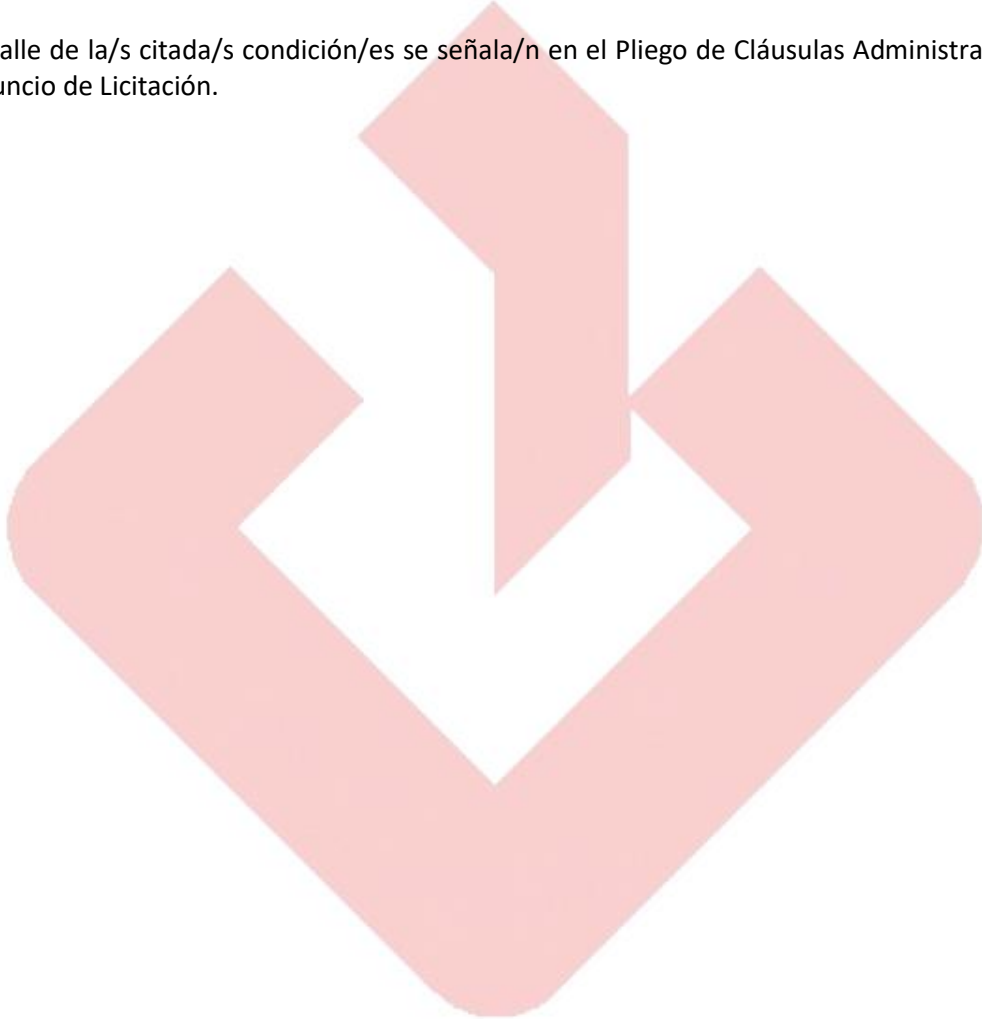 alle de la/s citada/s condición/es se señala/n en el Pliego de Cláusulas Administra
uncio de Licitación.